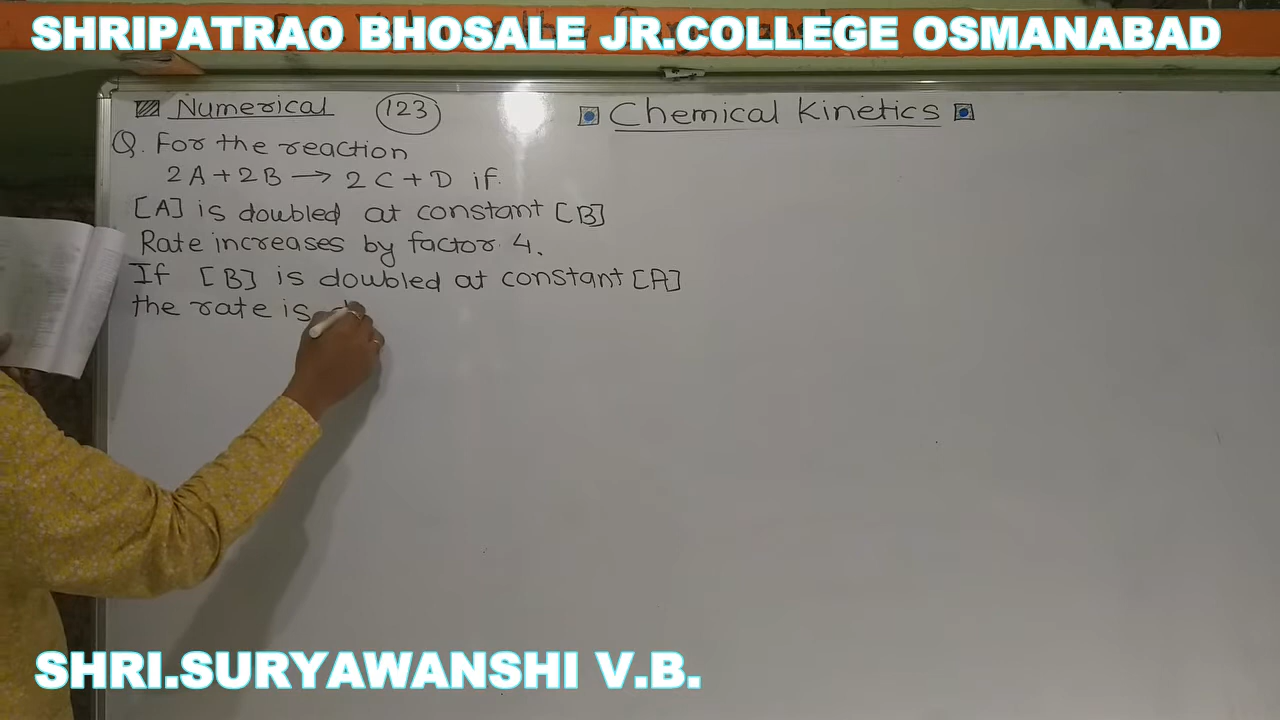 SHRIPATRAO BHOSALE JR.COLLEGE OSMANABAD
Numerical 123
Chemical Kinetics
Q. For the reaction
2A+2B → 2C+D if
[A] is doubled at constant [B]
Rate increases by factor 4.
If [B] is doubled at constant [A]
the rate is
SHRI.SURYAWANSHI V.B.